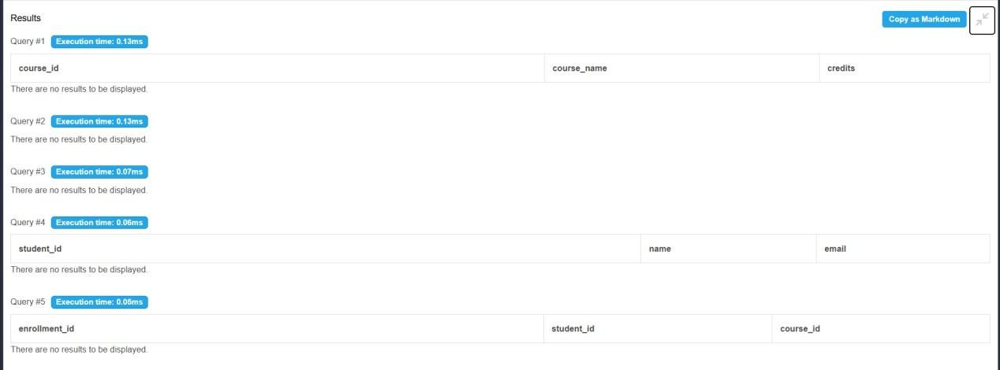 Results
Copy as Markdown
Query #1 Execution time: 0.13ms
course_id course_name credits
There are no results to be displayed.
Query #2 Execution time: 0.13ms
There are no results to be displayed.
Query #3 Execution time: 0.07ms
There are no results to be displayed.
Query #4 Execution time: 0.06ms
student_id name email
There are no results to be displayed.
Query #5 Execution time: 0.05ms
enrollment_id student_id course_id
There are no results to be displayed.